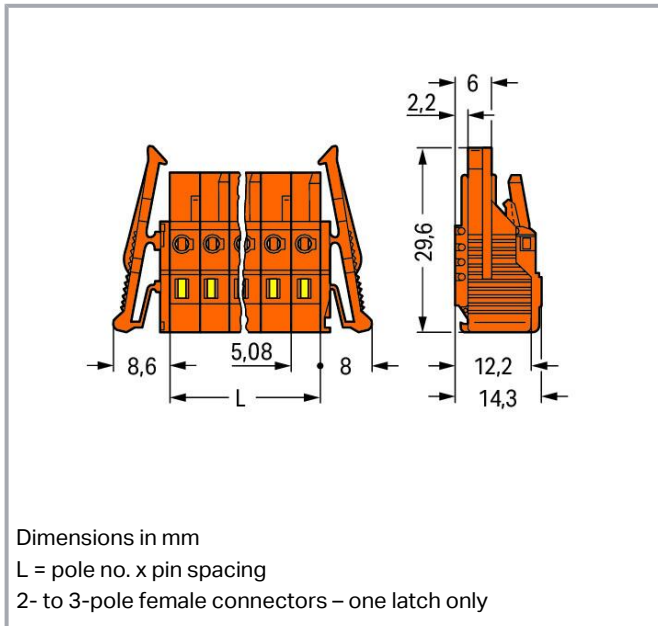 6
2,2
29,6
5,08
8,6
8
L
12,2
14,3
Dimensions in mm
L = pole no. x pin spacing
2- to 3-pole female connectors – one latch only